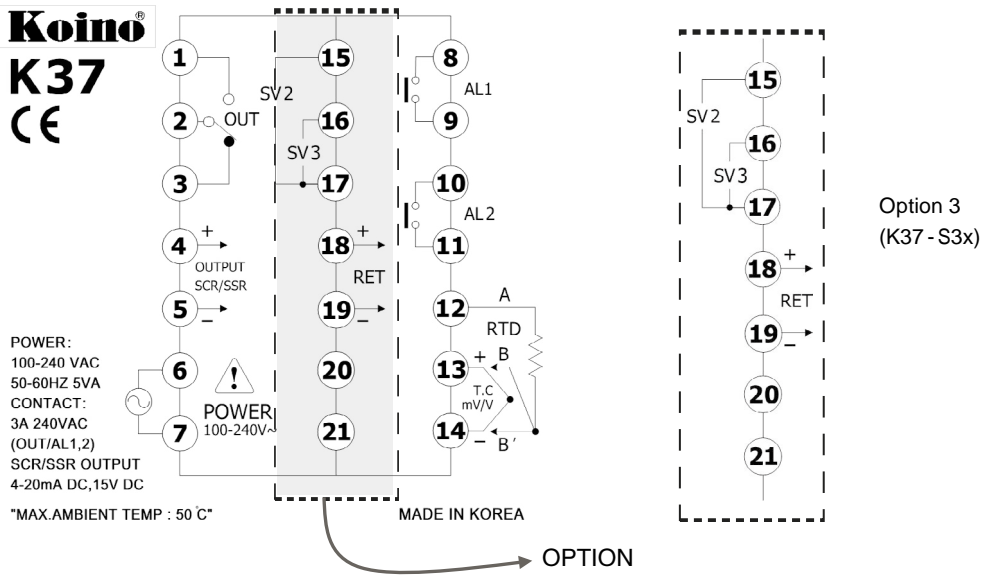 Koino®
K37
CE
1
2
3
4
5
6
7
OUT
+
OUTPUT
SCR/SSR
−
POWER
100-240V~
15
16
17
18
19
20
21
SV2
SV3
+
RET
−
8
9
10
11
12
13
14
AL1
AL2
A
RTD
+
B
T.C
mV/V
−
B'
POWER:
100-240 VAC
50-60HZ 5VA
CONTACT:
3A 240VAC
(OUT/AL1,2)
SCR/SSR OUTPUT
4-20mA DC,15V DC
"MAX.AMBIENT TEMP : 50℃"
MADE IN KOREA
OPTION
15
16
17
18
19
20
21
SV2
SV3
+
RET
−
Option 3
(K37 - S3x)